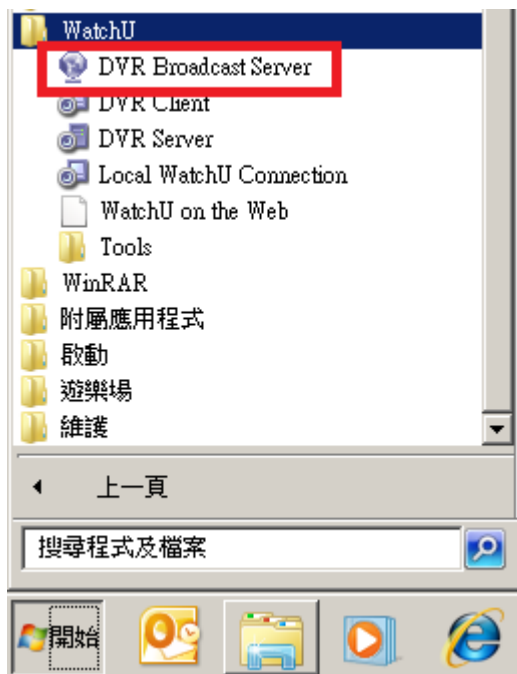 WatchU
DVR Broadcast Server
DVR Client
DVR Server
Local WatchU Connection
WatchU on the Web
Tools
WinRAR
附屬應用程式
啟動
遊樂場
維護
上一頁
搜尋程式及檔案
開始